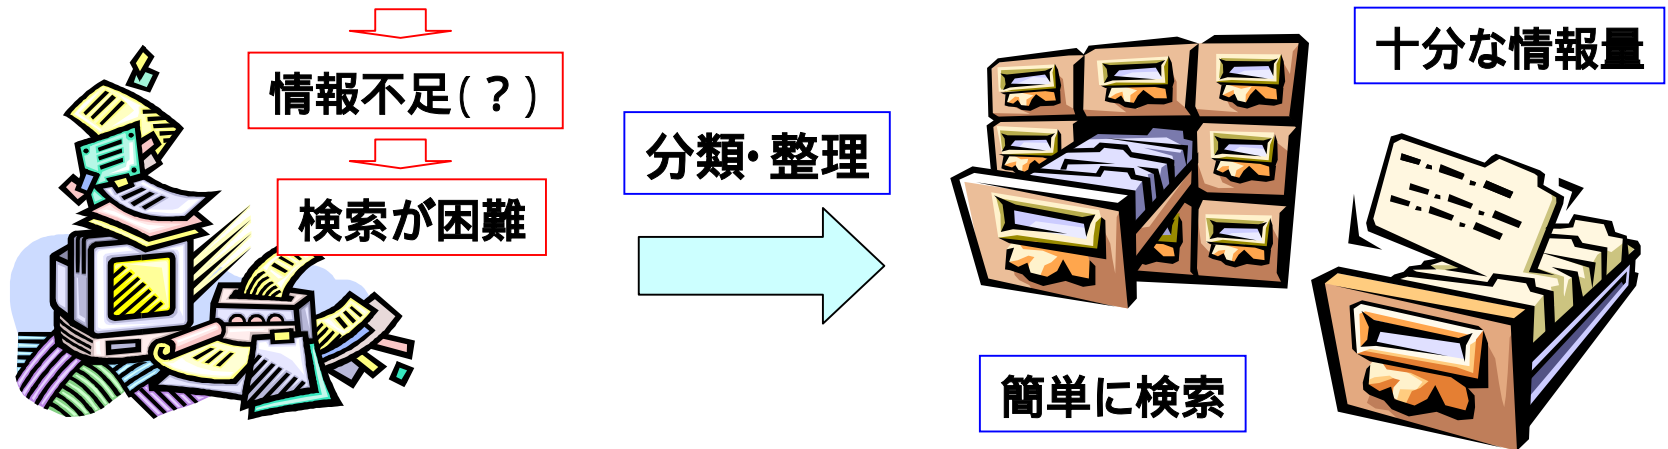 情報不足(？)
検索が困難
分類・整理
十分な情報量
簡単に検索